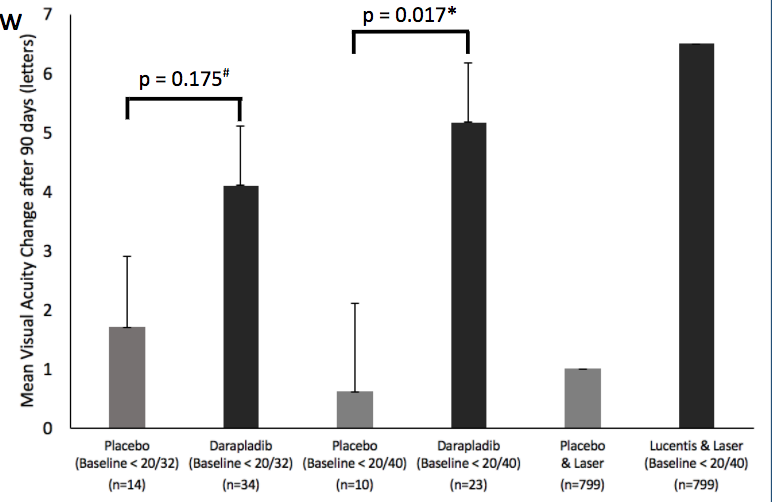 W
Mean Visual Acuity Change after 90 days (letters)
7
6
5
4
3
2
1
0
p = 0.175#
p = 0.017*
Placebo
(Baseline < 20/32)
(n=14)
Darapladib
(Baseline < 20/32)
(n=34)
Placebo
(Baseline < 20/40)
(n=10)
Darapladib
(Baseline < 20/40)
(n=23)
Placebo
& Laser
(n=799)
Lucentis & Laser
(Baseline < 20/40)
(n=799)